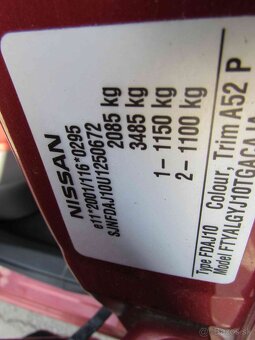 NISSAN
e11*2001/116*0295
SJNFDAJ10U1250672
2085 kg
3485 kg
1 – 1150 kg
2 – 1100 kg
Type FDAJ10 Colour, Trim A52 P
Model